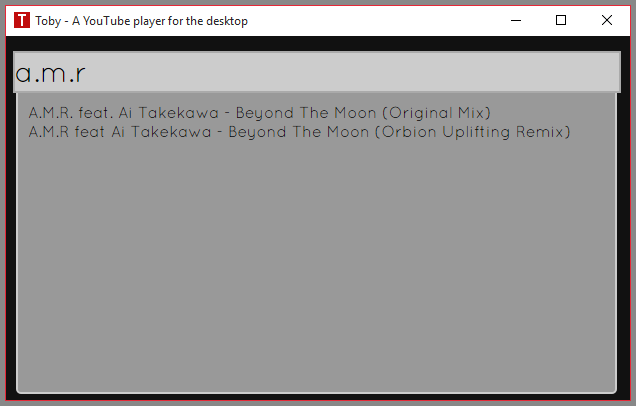 T Toby - A YouTube player for the desktop
a.m.r
A.M.R. feat. Ai Takekawa - Beyond The Moon (Original Mix)
A.M.R feat Ai Takekawa - Beyond The Moon (Orbion Uplifting Remix)